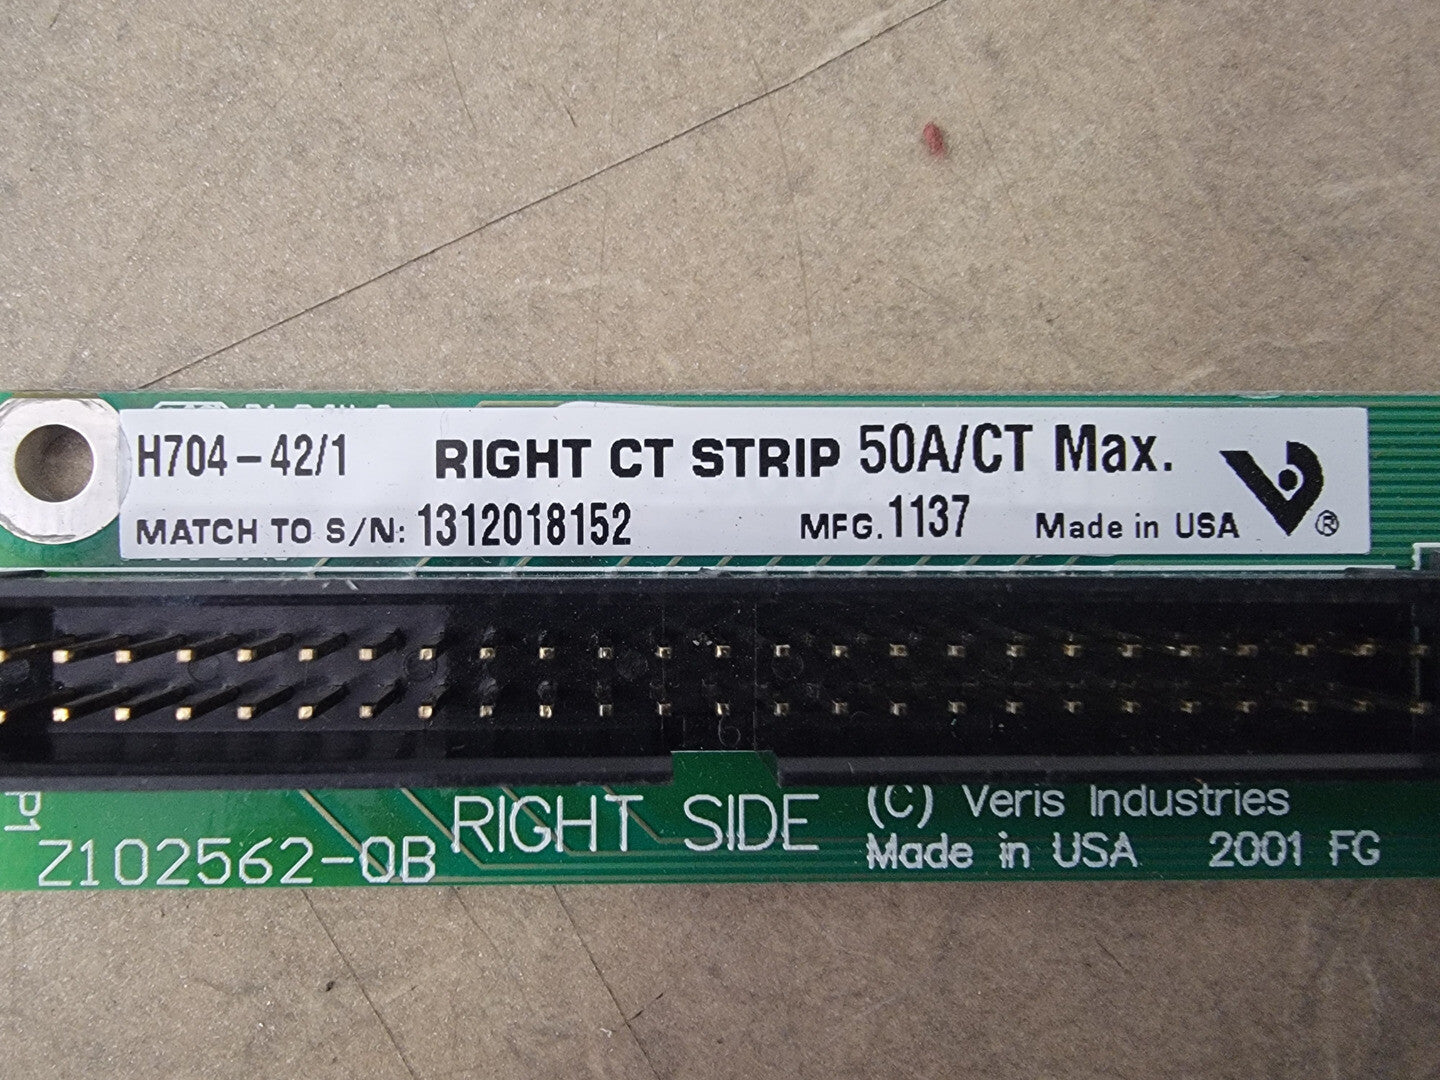 H704-42/1 RIGHT CT STRIP 50A/CT Max.
MATCH TO S/N: 1312018152 MFG. 1137 Made in USA ®
P1
Z102562-0B RIGHT SIDE
(C) Veris Industries
Made in USA 2001 FG